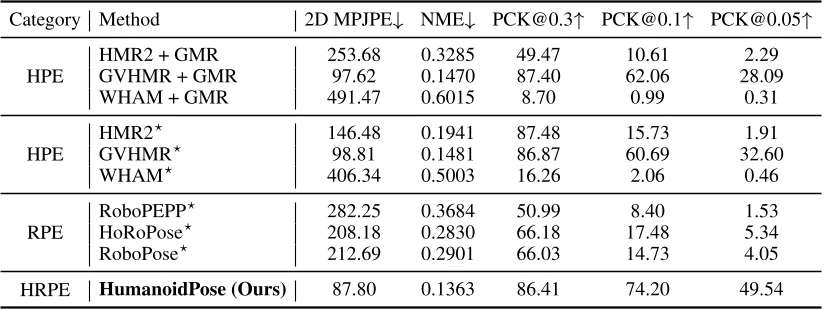 Category Method 2D MPJPE↓ NME↓ PCK@0.3↑ PCK@0.1↑ PCK@0.05↑
HPE
HMR2 + GMR 253.68 0.3285 49.47 10.61 2.29
GVHMR + GMR 97.62 0.1470 87.40 62.06 28.09
WHAM + GMR 491.47 0.6015 8.70 0.99 0.31
HPE
HMR2* 146.48 0.1941 87.48 15.73 1.91
GVHMR* 98.81 0.1481 86.87 60.69 32.60
WHAM* 406.34 0.5003 16.26 2.06 0.46
RPE
RoboPEPP* 282.25 0.3684 50.99 8.40 1.53
HoRoPose* 208.18 0.2830 66.18 17.48 5.34
RoboPose* 212.69 0.2901 66.03 14.73 4.05
HRPE HumanoidPose (Ours) 87.80 0.1363 86.41 74.20 49.54